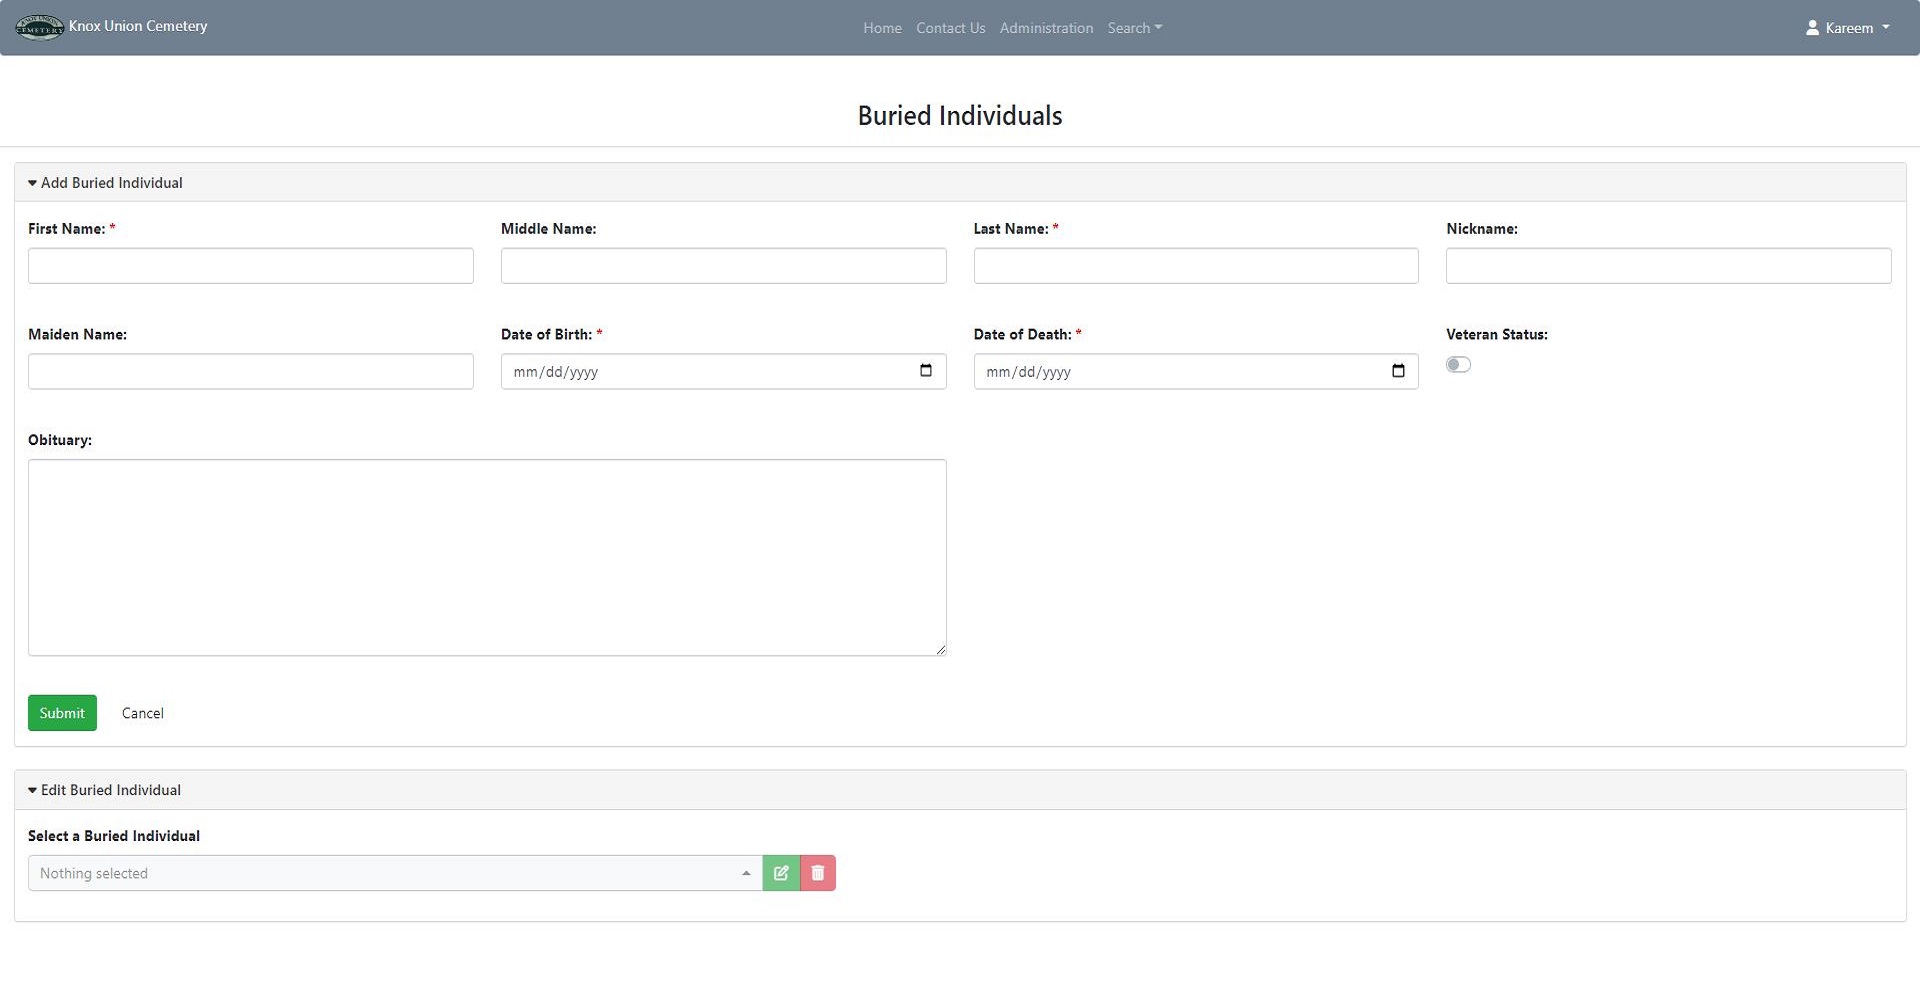 KNOX UNION
CEMETERY
Knox Union Cemetery
Home Contact Us Administration Search
Kareem
Buried Individuals
Add Buried Individual
First Name: * Middle Name: Last Name: * Nickname:
Maiden Name: Date of Birth: * Date of Death: * Veteran Status:
mm/dd/yyyy mm/dd/yyyy
Obituary:
Submit Cancel
Edit Buried Individual
Select a Buried Individual
Nothing selected